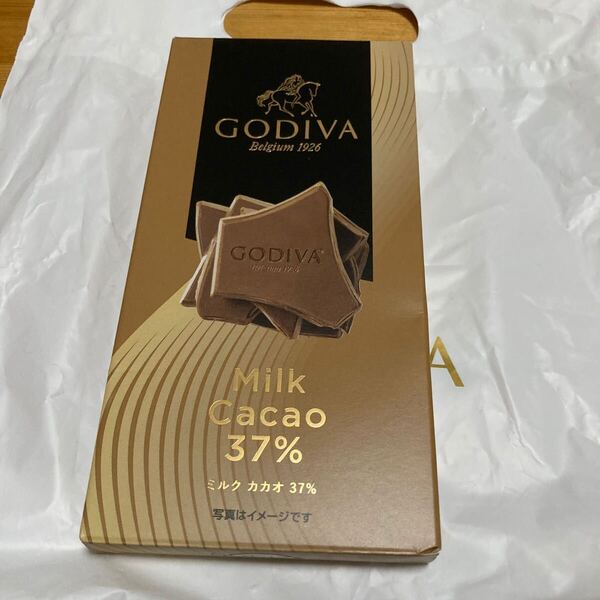 GODIVA
Belgium 1926
GODIVA
Milk
Cacao
37%
ミルク カカオ 37%
写真はイメージです
VA